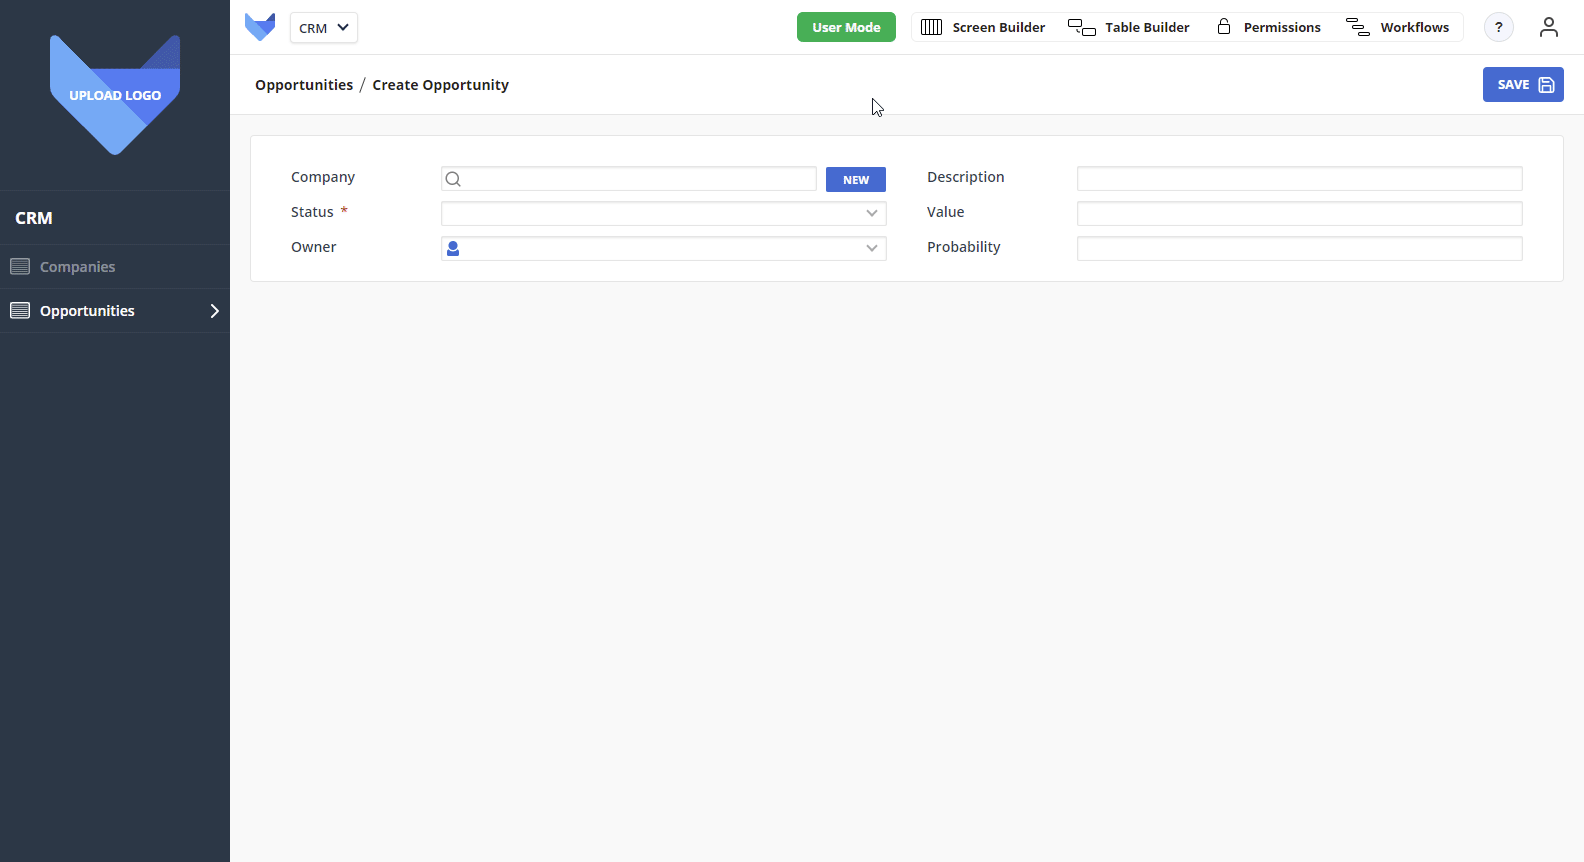 UPLOAD LOGO
CRM
Companies
Opportunities
CRM
User Mode
Screen Builder
Table Builder
Permissions
Workflows
?
Opportunities / Create Opportunity
SAVE
Company
NEW
Status *
Owner
Description
Value
Probability